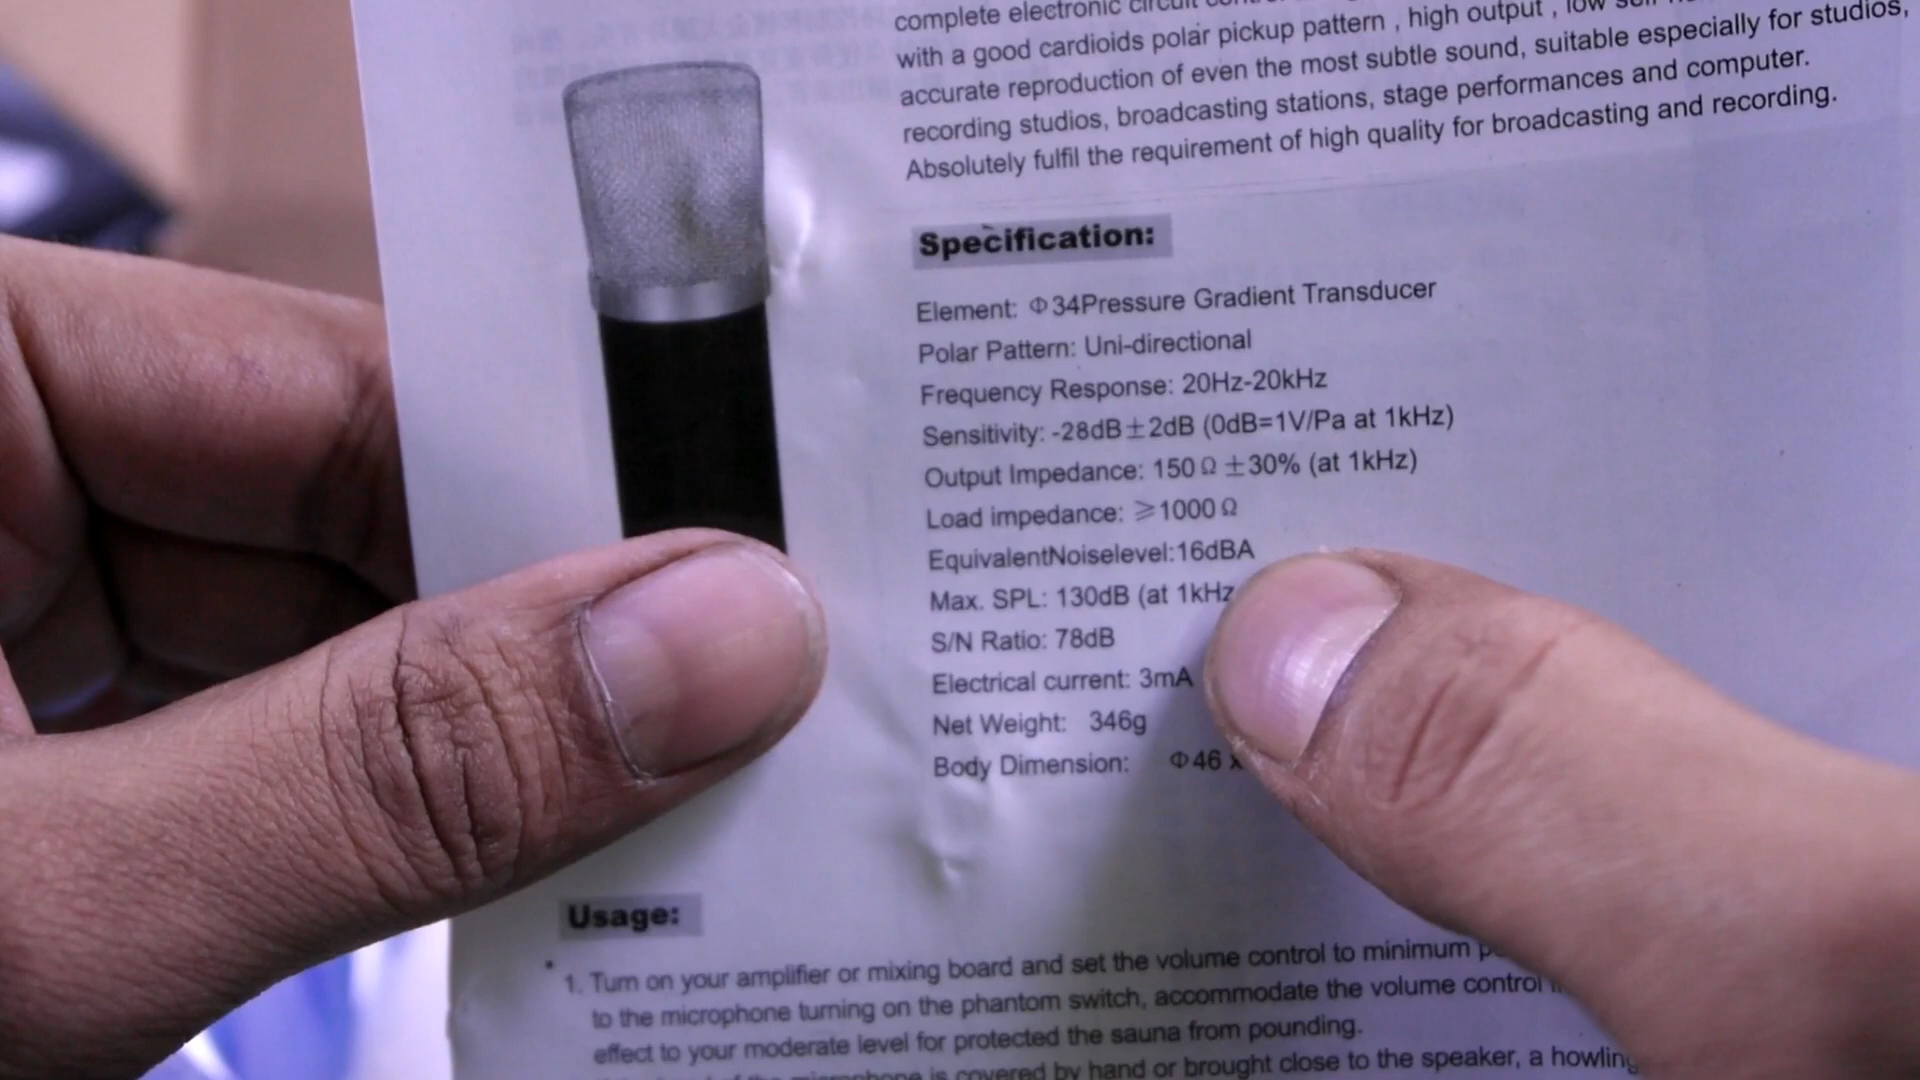 complete electronic circuit
with a good cardioids polar pickup pattern , high output , low
accurate reproduction of even the most subtle sound, suitable especially for studios,
recording studios, broadcasting stations, stage performances and computer.
Absolutely fulfil the requirement of high quality for broadcasting and recording.
Specification:
Element: Φ34Pressure Gradient Transducer
Polar Pattern: Uni-directional
Frequency Response: 20Hz-20kHz
Sensitivity: -28dB±2dB (0dB=1V/Pa at 1kHz)
Output Impedance: 150Ω ±30% (at 1kHz)
Load impedance: ≥1000Ω
EquivalentNoiselevel:16dBA
Max. SPL: 130dB (at 1kHz
S/N Ratio: 78dB
Electrical current: 3mA
Net Weight: 346g
Body Dimension: Φ46 x
Usage:
1. Turn on your amplifier or mixing board and set the volume control to minimum
to the microphone turning on the phantom switch, accommodate the volume control
effect to your moderate level for protected the sauna from pounding.
of the microphone is covered by hand or brought close to the speaker, a howling